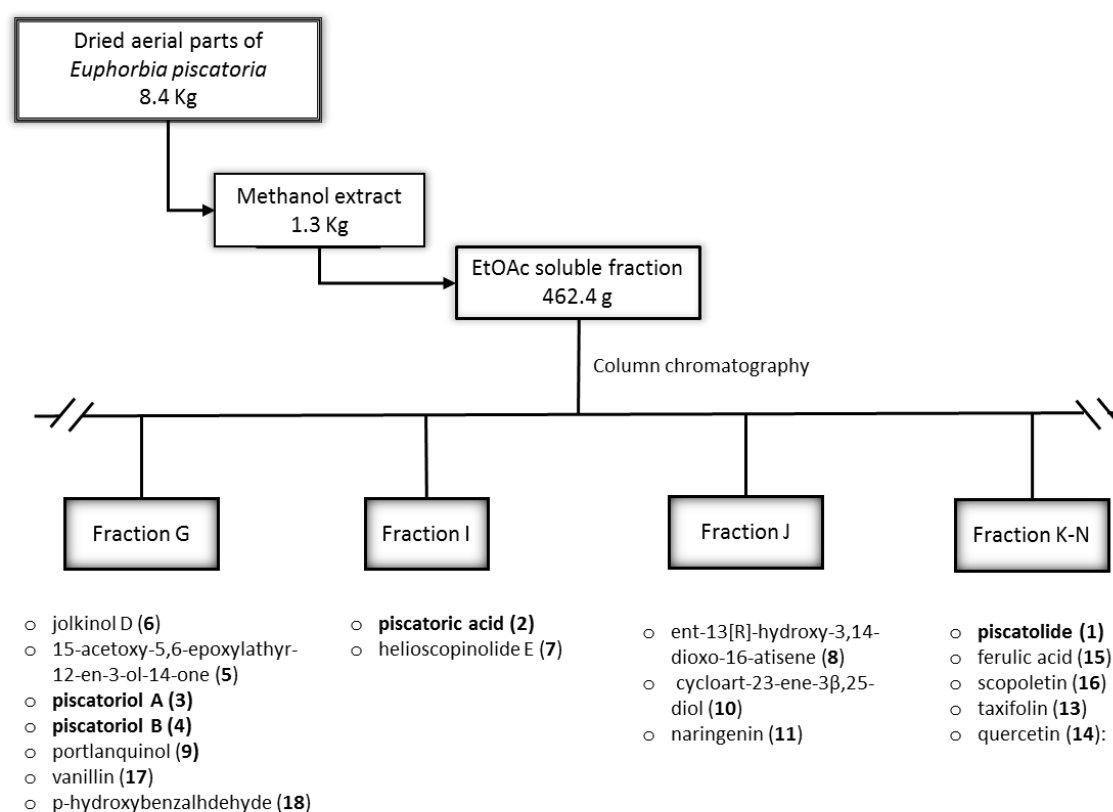 Dried aerial parts of
Euphorbia piscatoria
8.4 Kg
Methanol extract
1.3 Kg
EtOAc soluble fraction
462.4 g
Column chromatography
Fraction G
Fraction I
Fraction J
Fraction K-N
o jolkinol D (6)
o 15-acetoxy-5,6-epoxylathyr-
12-en-3-ol-14-one (5)
o piscatoriol A (3)
o piscatoriol B (4)
o portlanquinol (9)
o vanillin (17)
o p-hydroxybenzalhdehyde (18)
o piscatoric acid (2)
o helioscopinolide E (7)
o ent-13[R]-hydroxy-3,14-
dioxo-16-atisene (8)
o cycloart-23-ene-3β,25-
diol (10)
o naringenin (11)
o piscatolide (1)
o ferulic acid (15)
o scopoletin (16)
o taxifolin (13)
o quercetin (14):